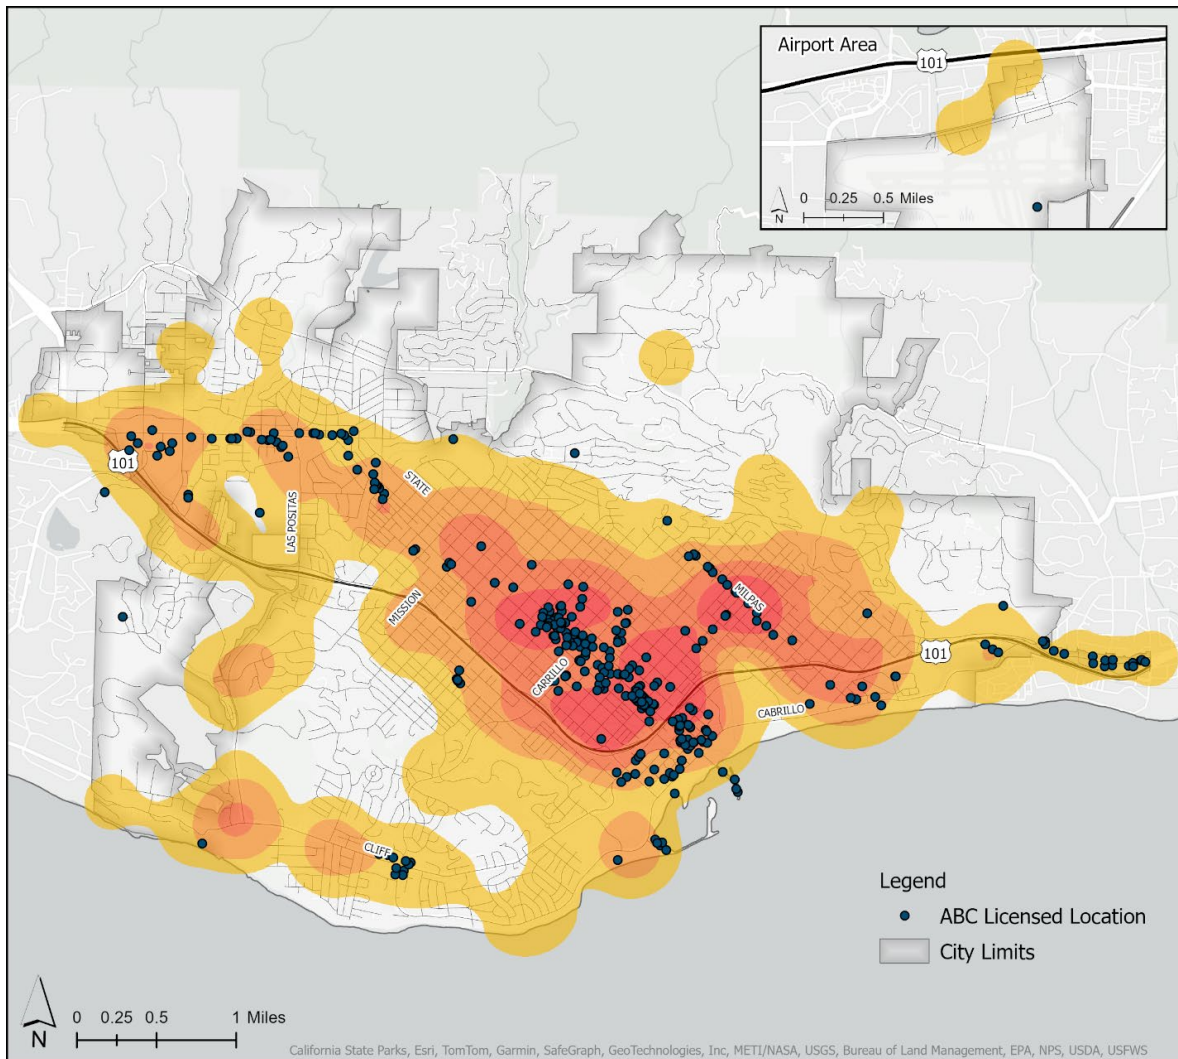 Airport Area
101
0 0.25 0.5 Miles
N
101
STATE
LAS POSITAS
MISSION
MILPAS
CARRILLO
101
CABRILLO
CLIFF
Legend
ABC Licensed Location
City Limits
0 0.25 0.5 1 Miles
N
California State Parks, Esri, TomTom, Garmin, SafeGraph, GeoTechnologies, Inc, METI/NASA, USGS, Bureau of Land Management, EPA, NPS, USDA, USFWS